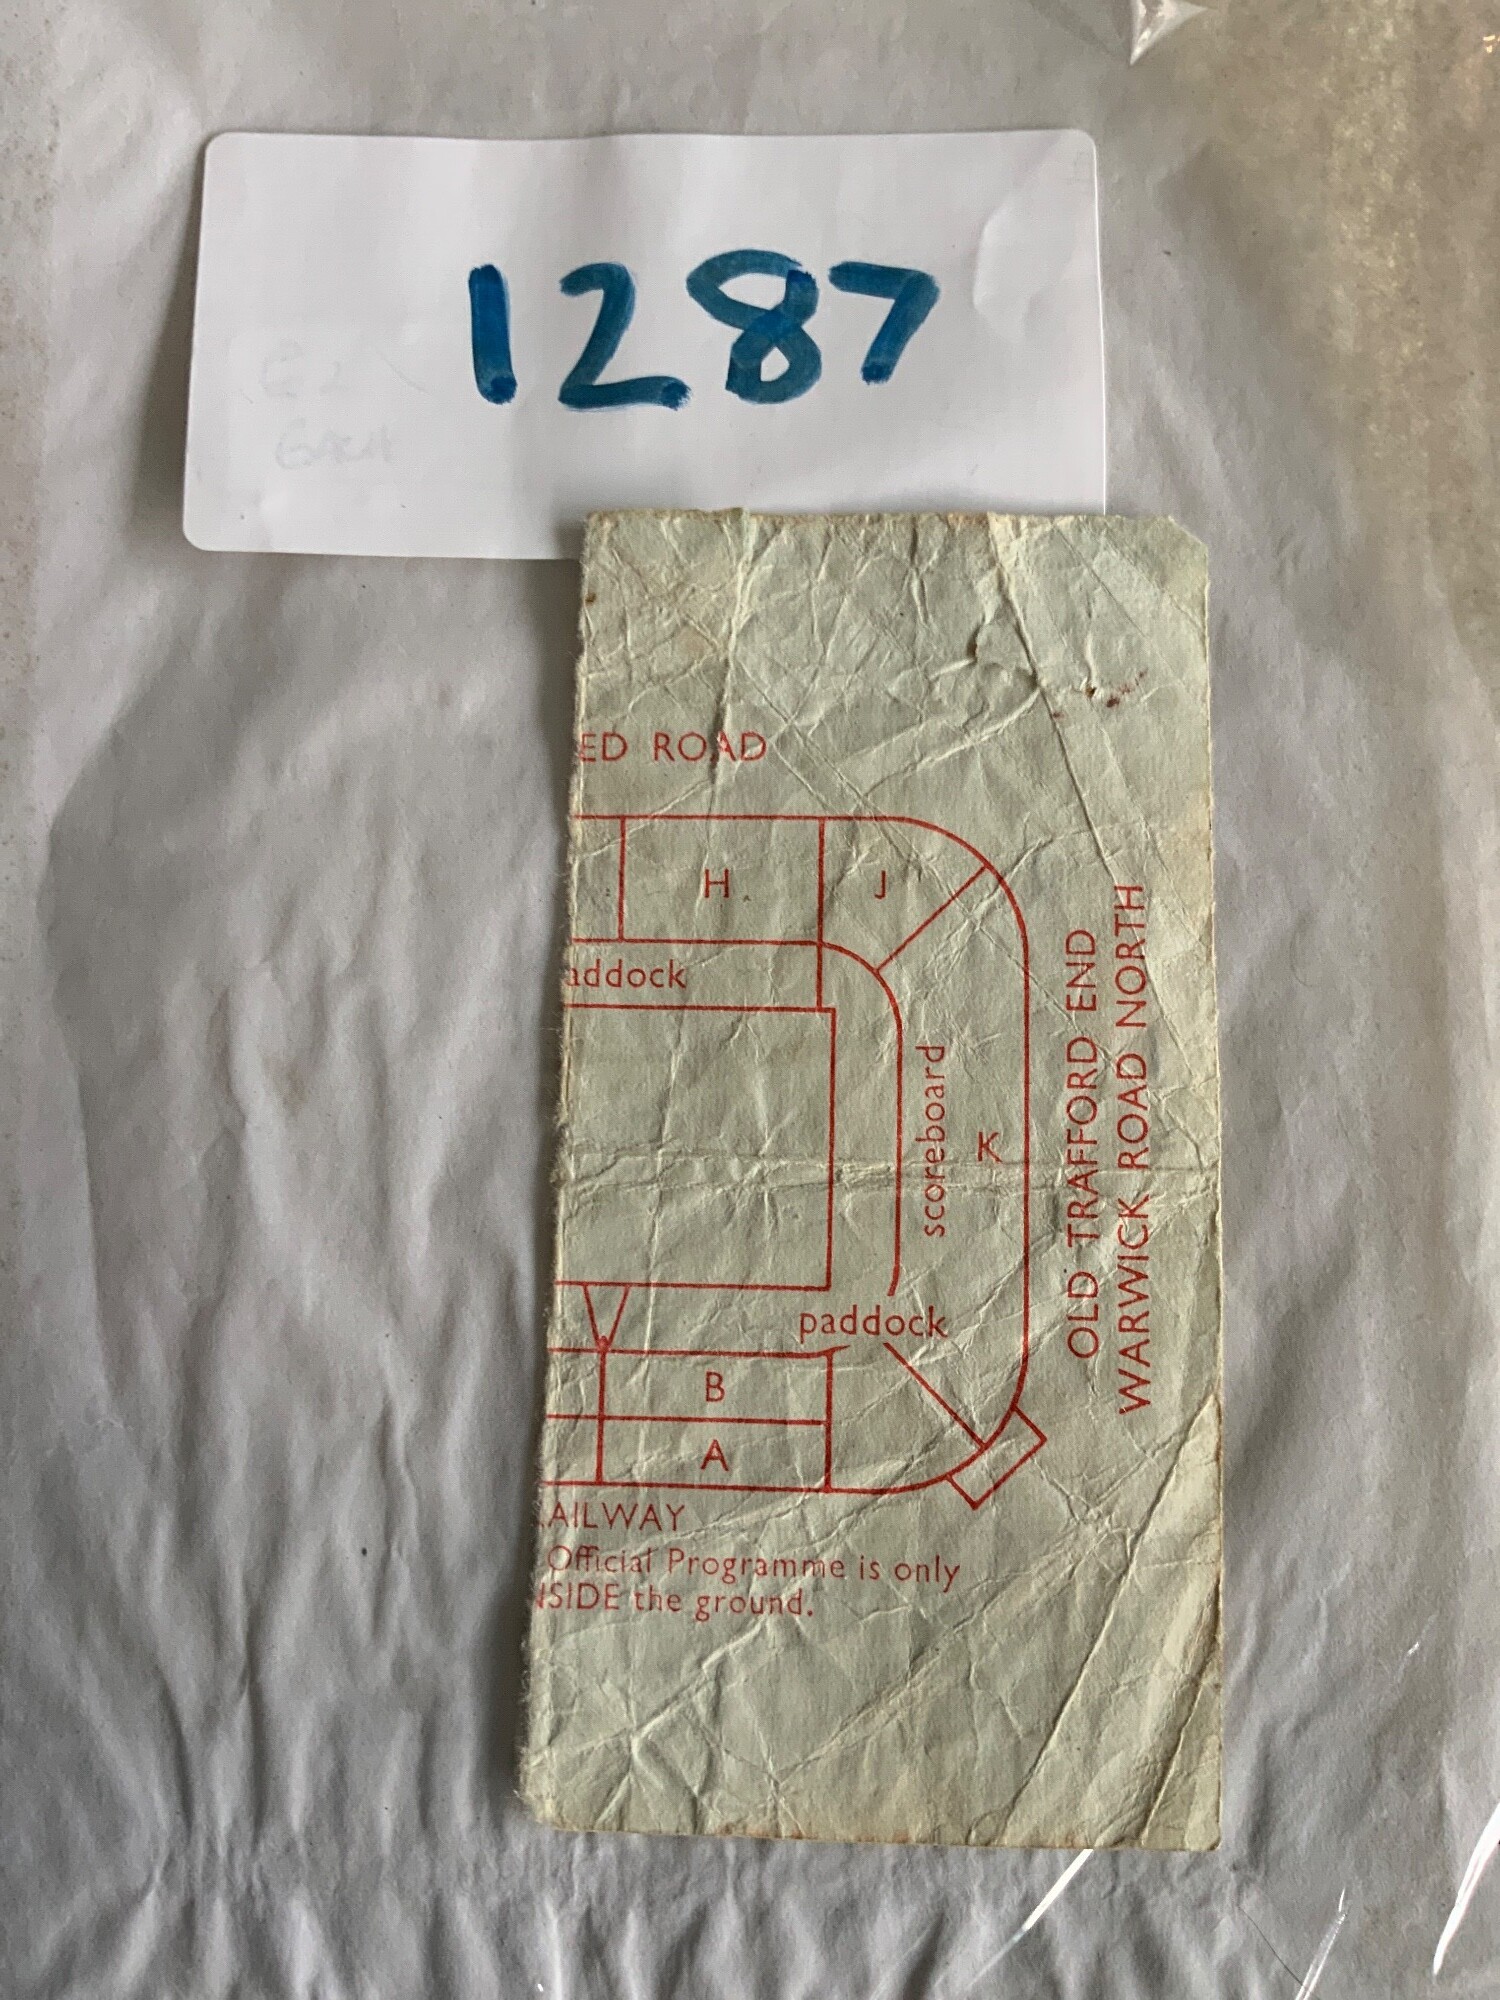 1287
ED ROAD
H
J
addock
scoreboard
K
OLD TRAFFORD END
WARWICK ROAD NORTH
paddock
B
A
AILWAY
Official Programme is only
NSIDE the ground.